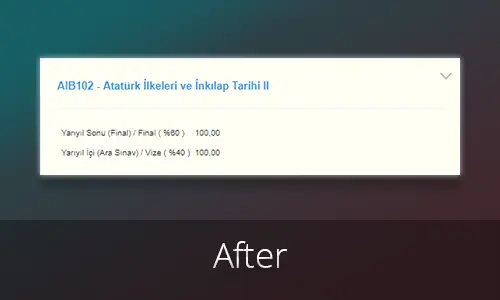 AIB102 - Atatürk İlkeleri ve İnkılap Tarihi II
Yarıyıl Sonu (Final) / Final ( %60 ) 100,00
Yarıyıl İçi (Ara Sınav) / Vize ( %40 ) 100,00
After